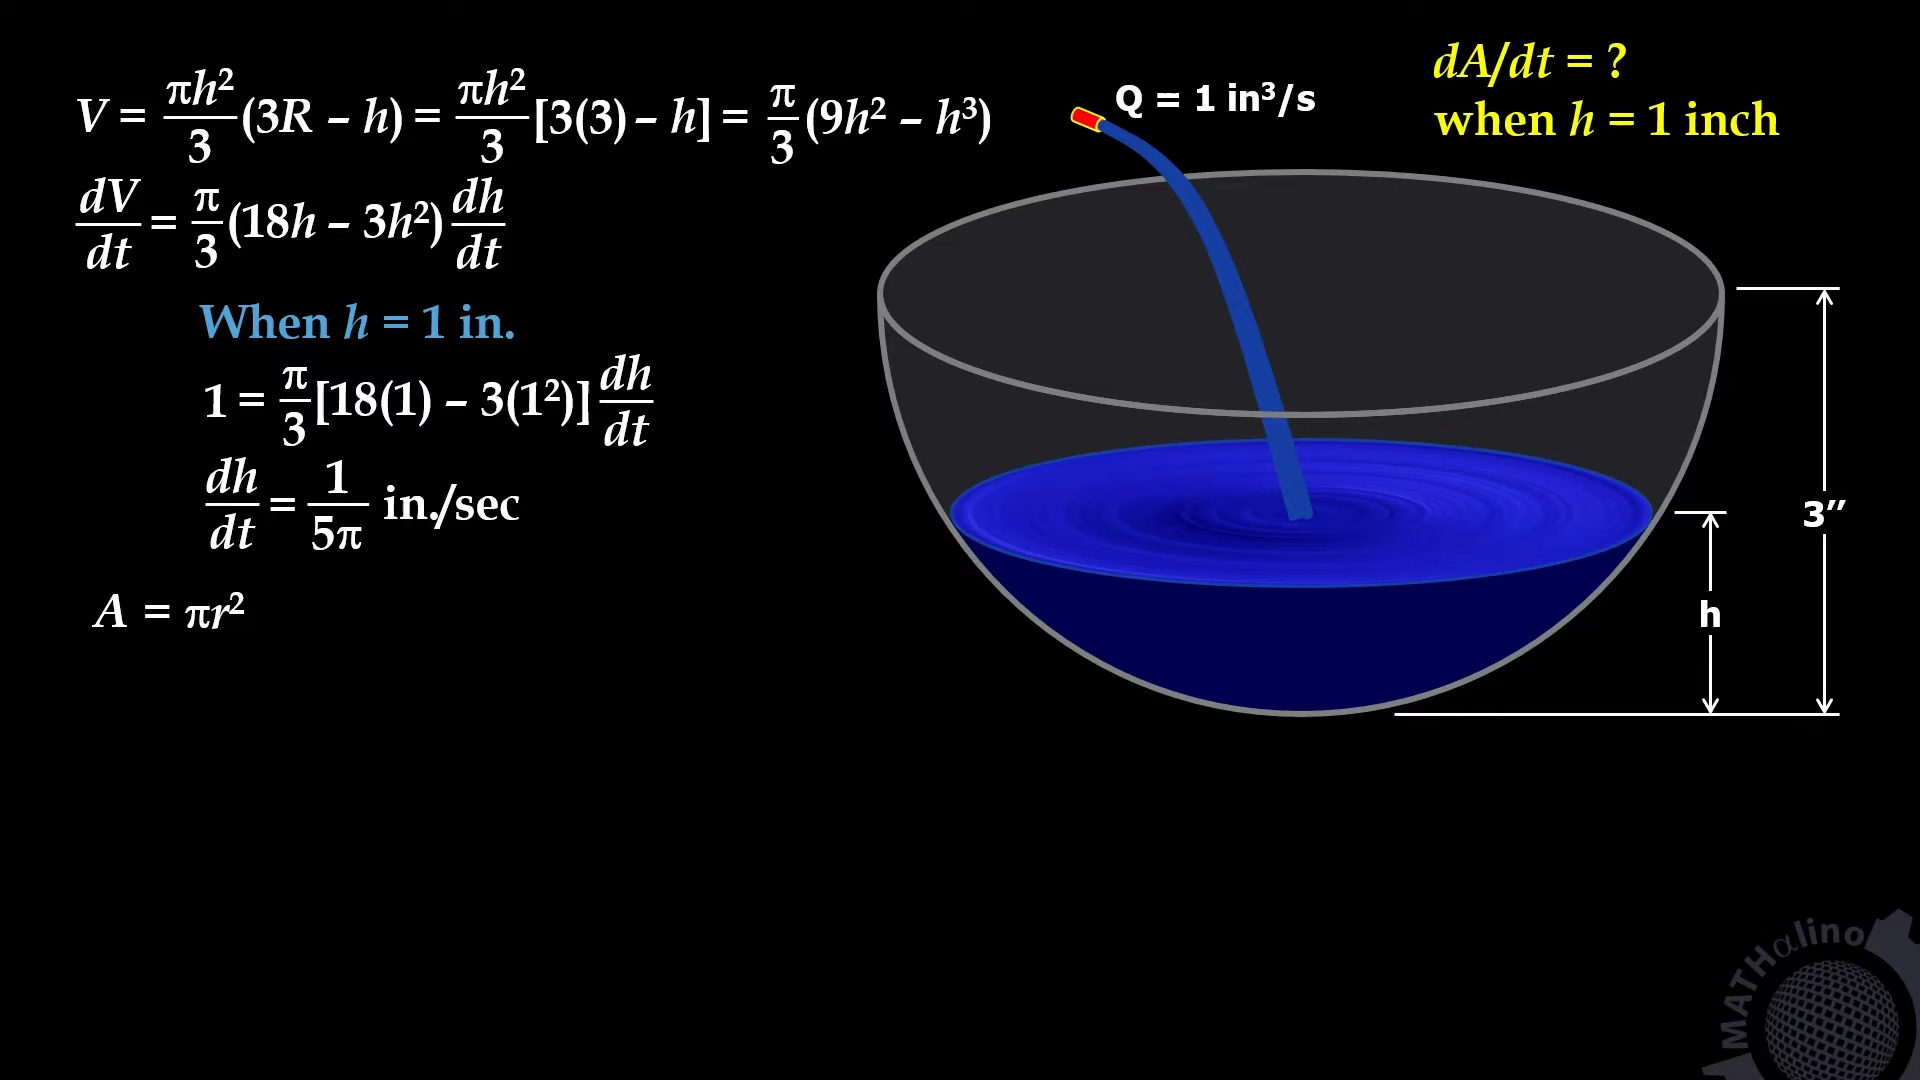 V = πh²/3 (3R – h) = πh²/3 [3(3) – h] = π/3 (9h² – h³)
dV/dt = π/3 (18h – 3h²) dh/dt
When h = 1 in.
1 = π/3 [18(1) – 3(1²)] dh/dt
dh/dt = 1/5π in./sec
A = πr²
Q = 1 in³/s
dA/dt = ?
when h = 1 inch
3″
h
MATHalino